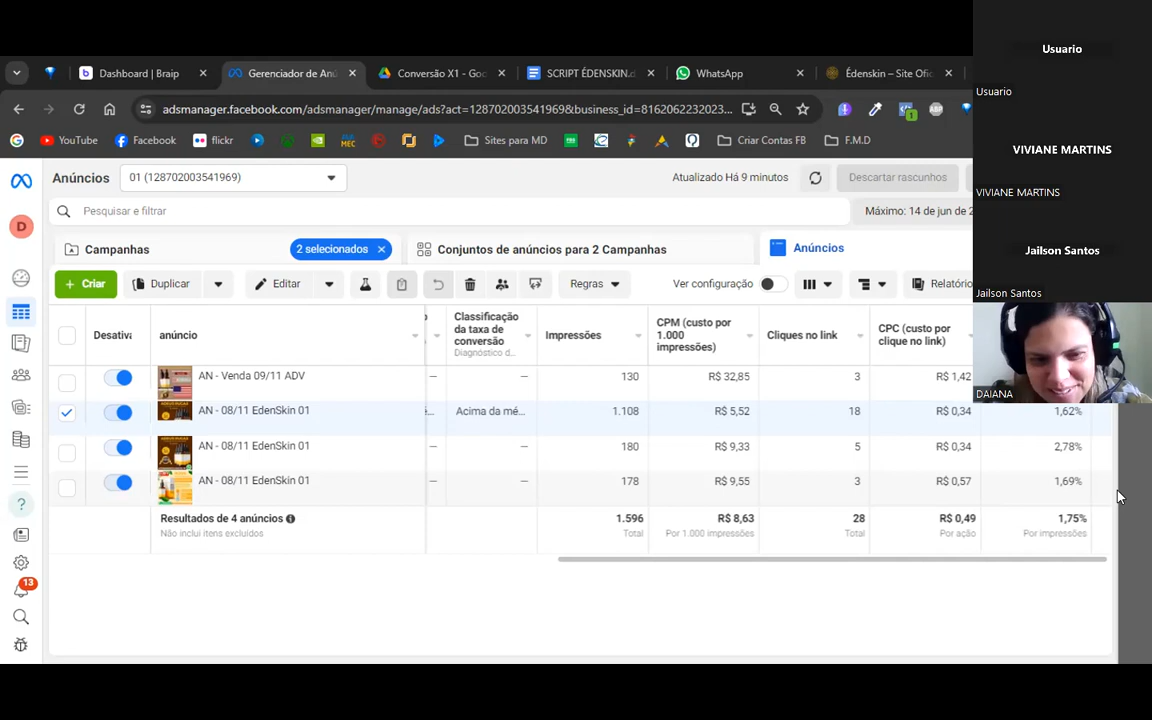 Usuario
Usuario
VIVIANE MARTINS
VIVIANE MARTINS
Jailson Santos
Jailson Santos
DAIANA
Dashboard | Braip
Gerenciador de Anú
Conversão X1 - Goo
SCRIPT ÉDENSKIN.d
WhatsApp
Édenskin – Site Ofic
adsmanager.facebook.com/adsmanager/manage/ads?act=128702003541969&business_id=8162062232023...
YouTube
Facebook
flickr
Sites para MD
Criar Contas FB
F.M.D
Anúncios
01 (128702003541969)
Atualizado Há 9 minutos
Descartar rascunhos
D
Pesquisar e filtrar
Máximo: 14 de jun de 2
Campanhas
2 selecionados
Conjuntos de anúncios para 2 Campanhas
Anúncios
+ Criar
Duplicar
Editar
Regras
Ver configuração
Relatório
Desativa
anúncio
Classificação da taxa de conversão
Diagnóstico d...
Impressões
CPM (custo por 1.000 impressões)
Cliques no link
CPC (custo por clique no link)
AN - Venda 09/11 ADV — — 130 R$ 32,85 3 R$ 1,42
AN - 08/11 EdenSkin 01 é... Acima da mé... 1.108 R$ 5,52 18 R$ 0,34 1,62%
AN - 08/11 EdenSkin 01 180 R$ 9,33 5 R$ 0,34 2,78%
AN - 08/11 EdenSkin 01 — — 178 R$ 9,55 3 R$ 0,57 1,69%
Resultados de 4 anúncios 1.596 R$ 8,63 28 R$ 0,49 1,75%
Não inclui itens excluídos Total Por 1.000 impressões Total Por ação Por impressões
13